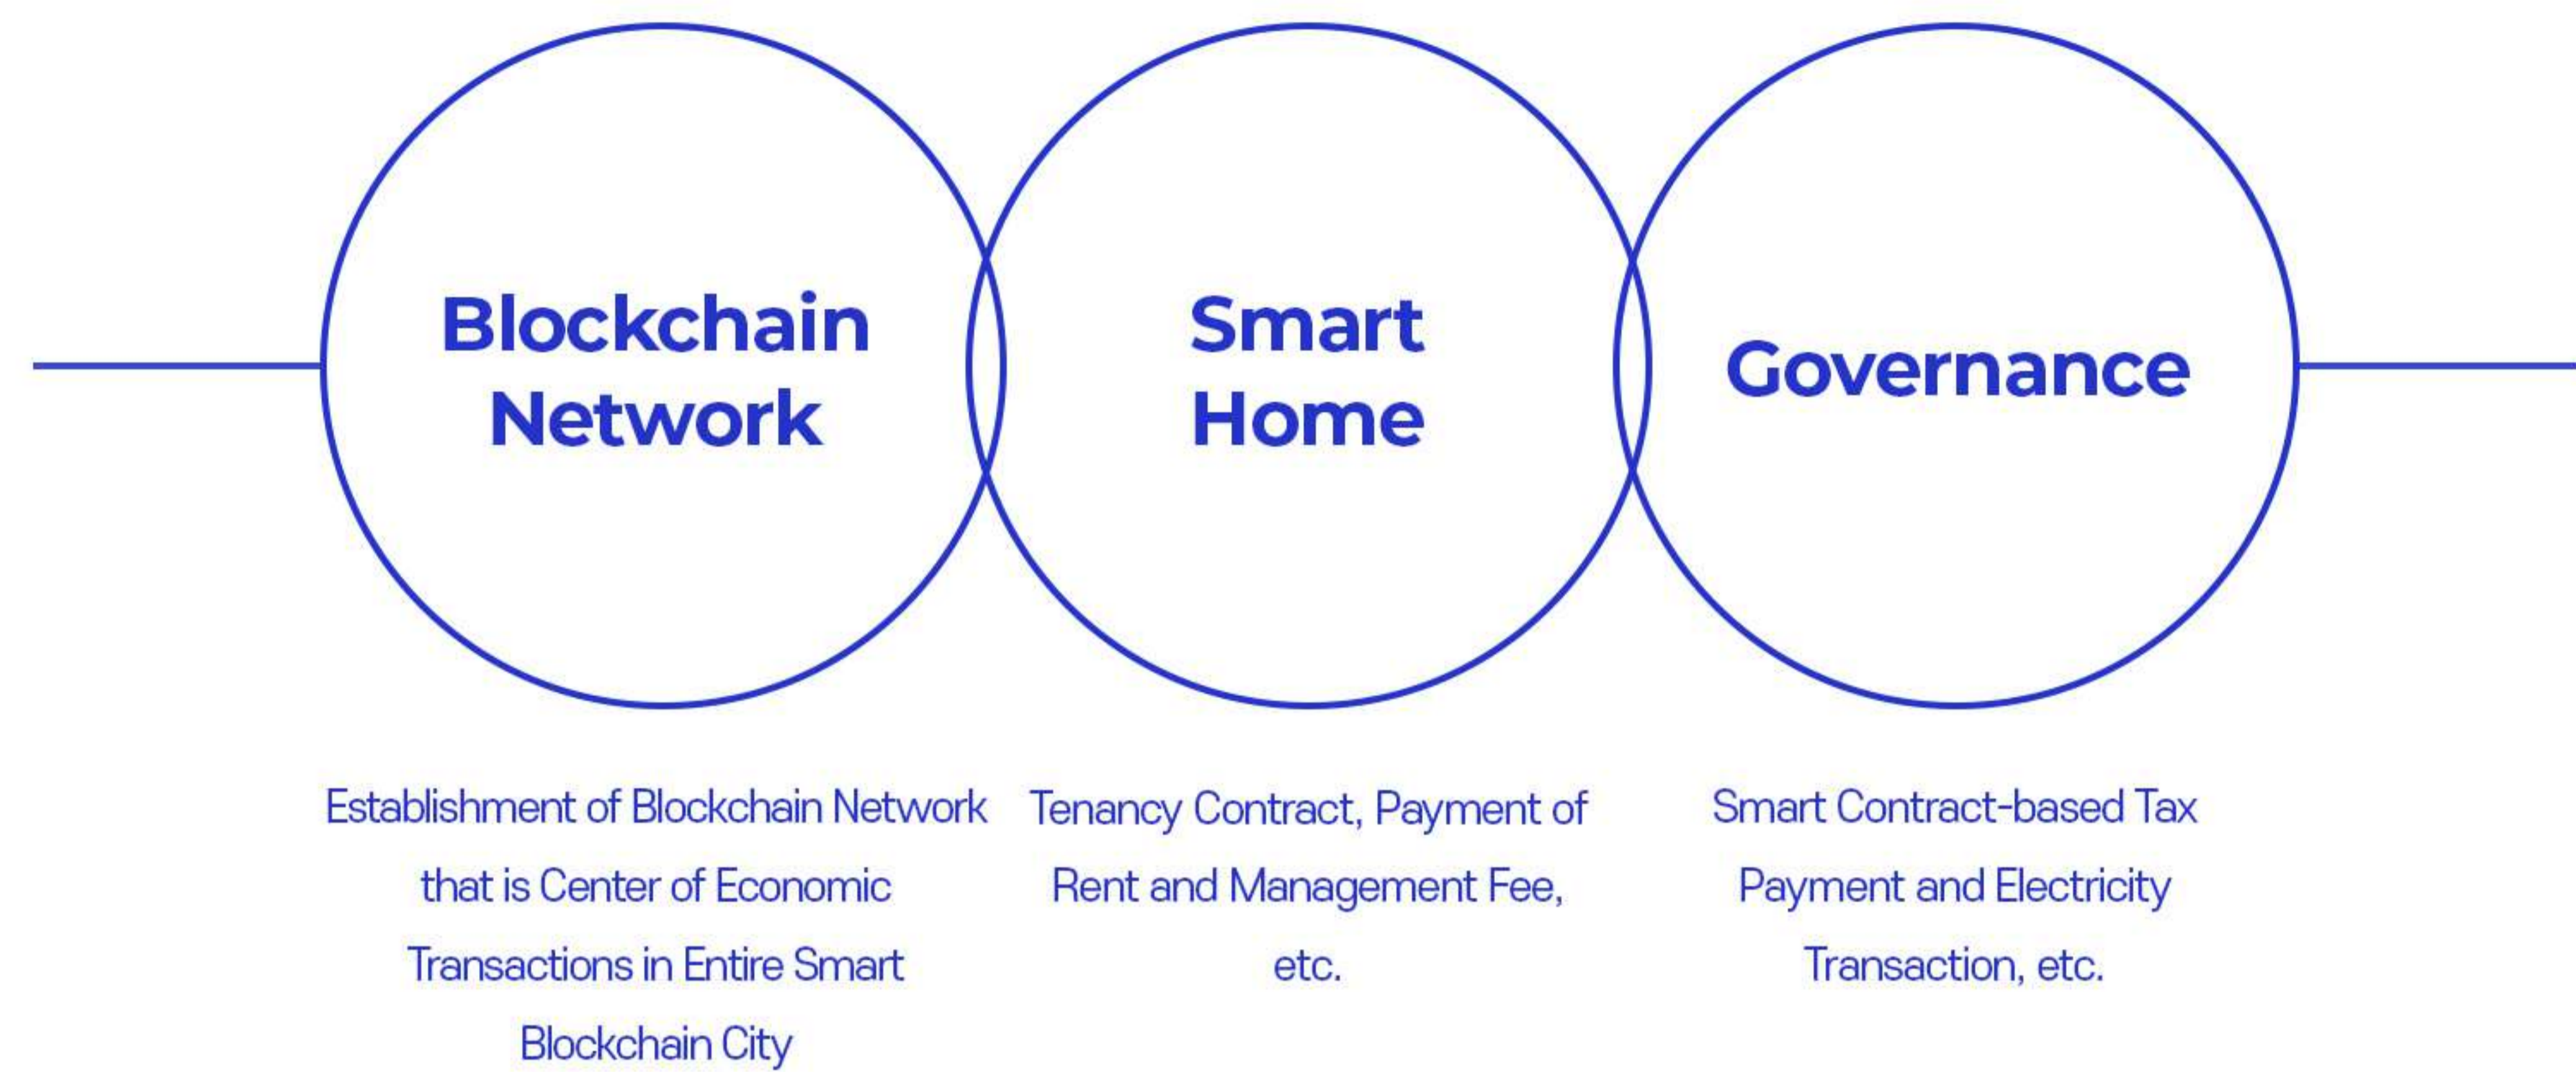 Blockchain
Network
Smart
Home
Governance
Establishment of Blockchain Network
that is Center of Economic
Transactions in Entire Smart
Blockchain City
Tenancy Contract, Payment of
Rent and Management Fee,
etc.
Smart Contract-based Tax
Payment and Electricity
Transaction, etc.